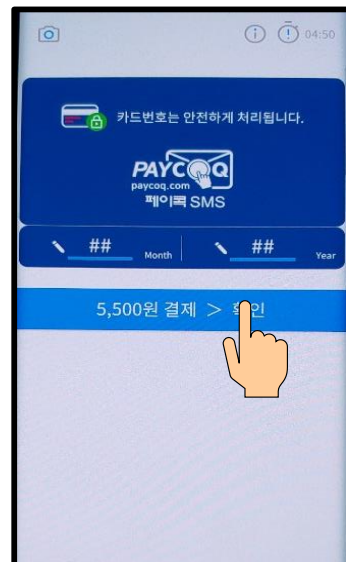 04:50
카드번호는 안전하게 처리됩니다.
PAYCOQ
paycoq.com
페이콕 SMS
## Month ## Year
5,500원 결제 > 확인